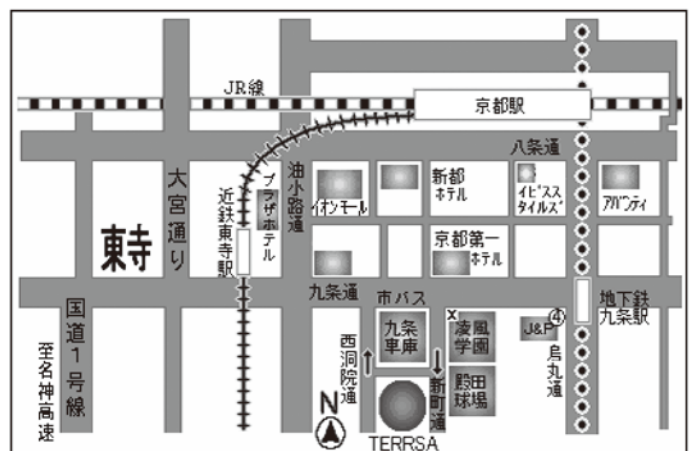 JR線
京都駅
八条通
大宮通り
近鉄東寺駅
プラザホテル
油小路通
イオンモール
新都
ホテル
イビスス
タイルズ
アバンティ
東寺
京都第一
ホテル
九条通
市バス
地下鉄
九条駅
国道1号線
至名神高速
西洞院通
九条
車庫
x
凌風
学園
J&P
④
烏丸通
新町通
殿田
球場
N
TERRSA